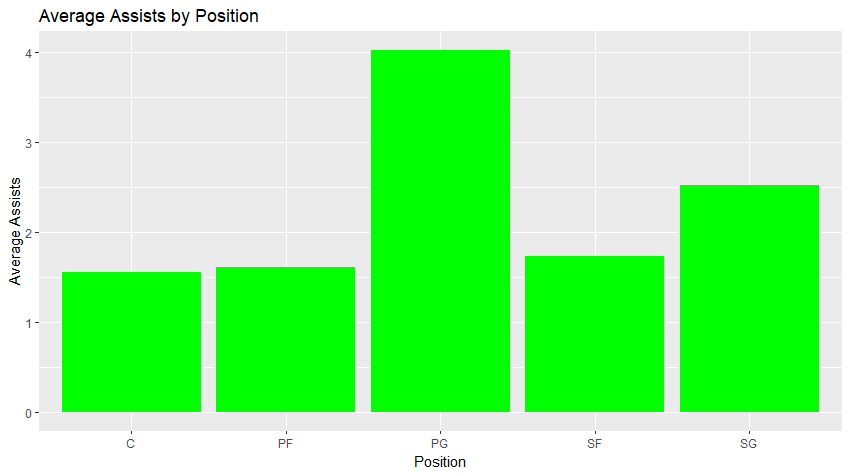 Average Assists by Position
Average Assists
4
3
2
1
0
C PF PG SF SG
Position